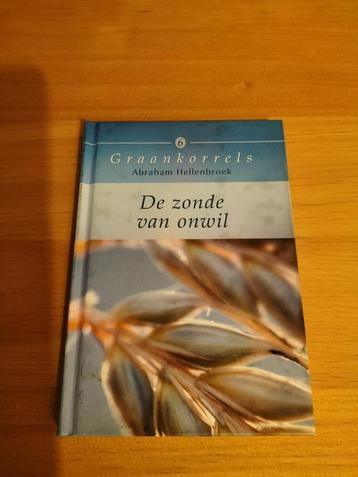 6
Graankorrels
Abraham Hellenbroek
De zonde
van onwil